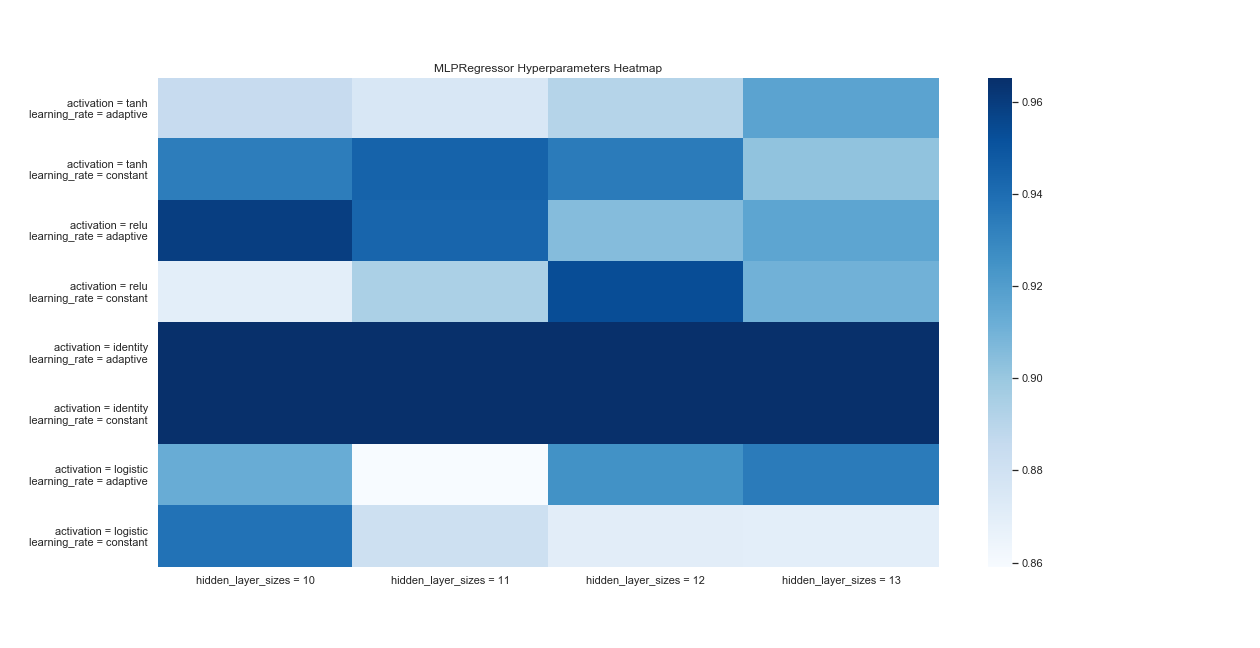 MLPRegressor Hyperparameters Heatmap
activation = tanh
learning_rate = adaptive
activation = tanh
learning_rate = constant
activation = relu
learning_rate = adaptive
activation = relu
learning_rate = constant
activation = identity
learning_rate = adaptive
activation = identity
learning_rate = constant
activation = logistic
learning_rate = adaptive
activation = logistic
learning_rate = constant
hidden_layer_sizes = 10
hidden_layer_sizes = 11
hidden_layer_sizes = 12
hidden_layer_sizes = 13
0.96
0.94
0.92
0.90
0.88
0.86